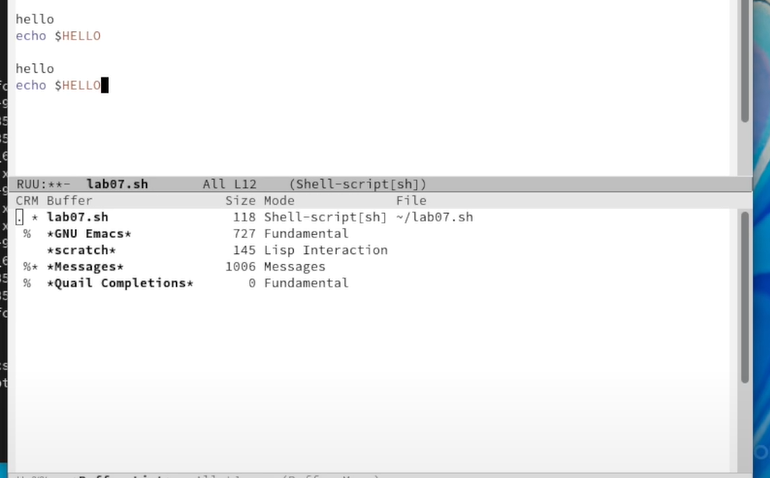 hello
echo $HELLO
hello
echo $HELLO
RUU:**- lab07.sh All L12 (Shell-script[sh])
CRM Buffer Size Mode File
. * lab07.sh 118 Shell-script[sh] ~/lab07.sh
% *GNU Emacs* 727 Fundamental
*scratch* 145 Lisp Interaction
%* *Messages* 1006 Messages
% *Quail Completions* 0 Fundamental